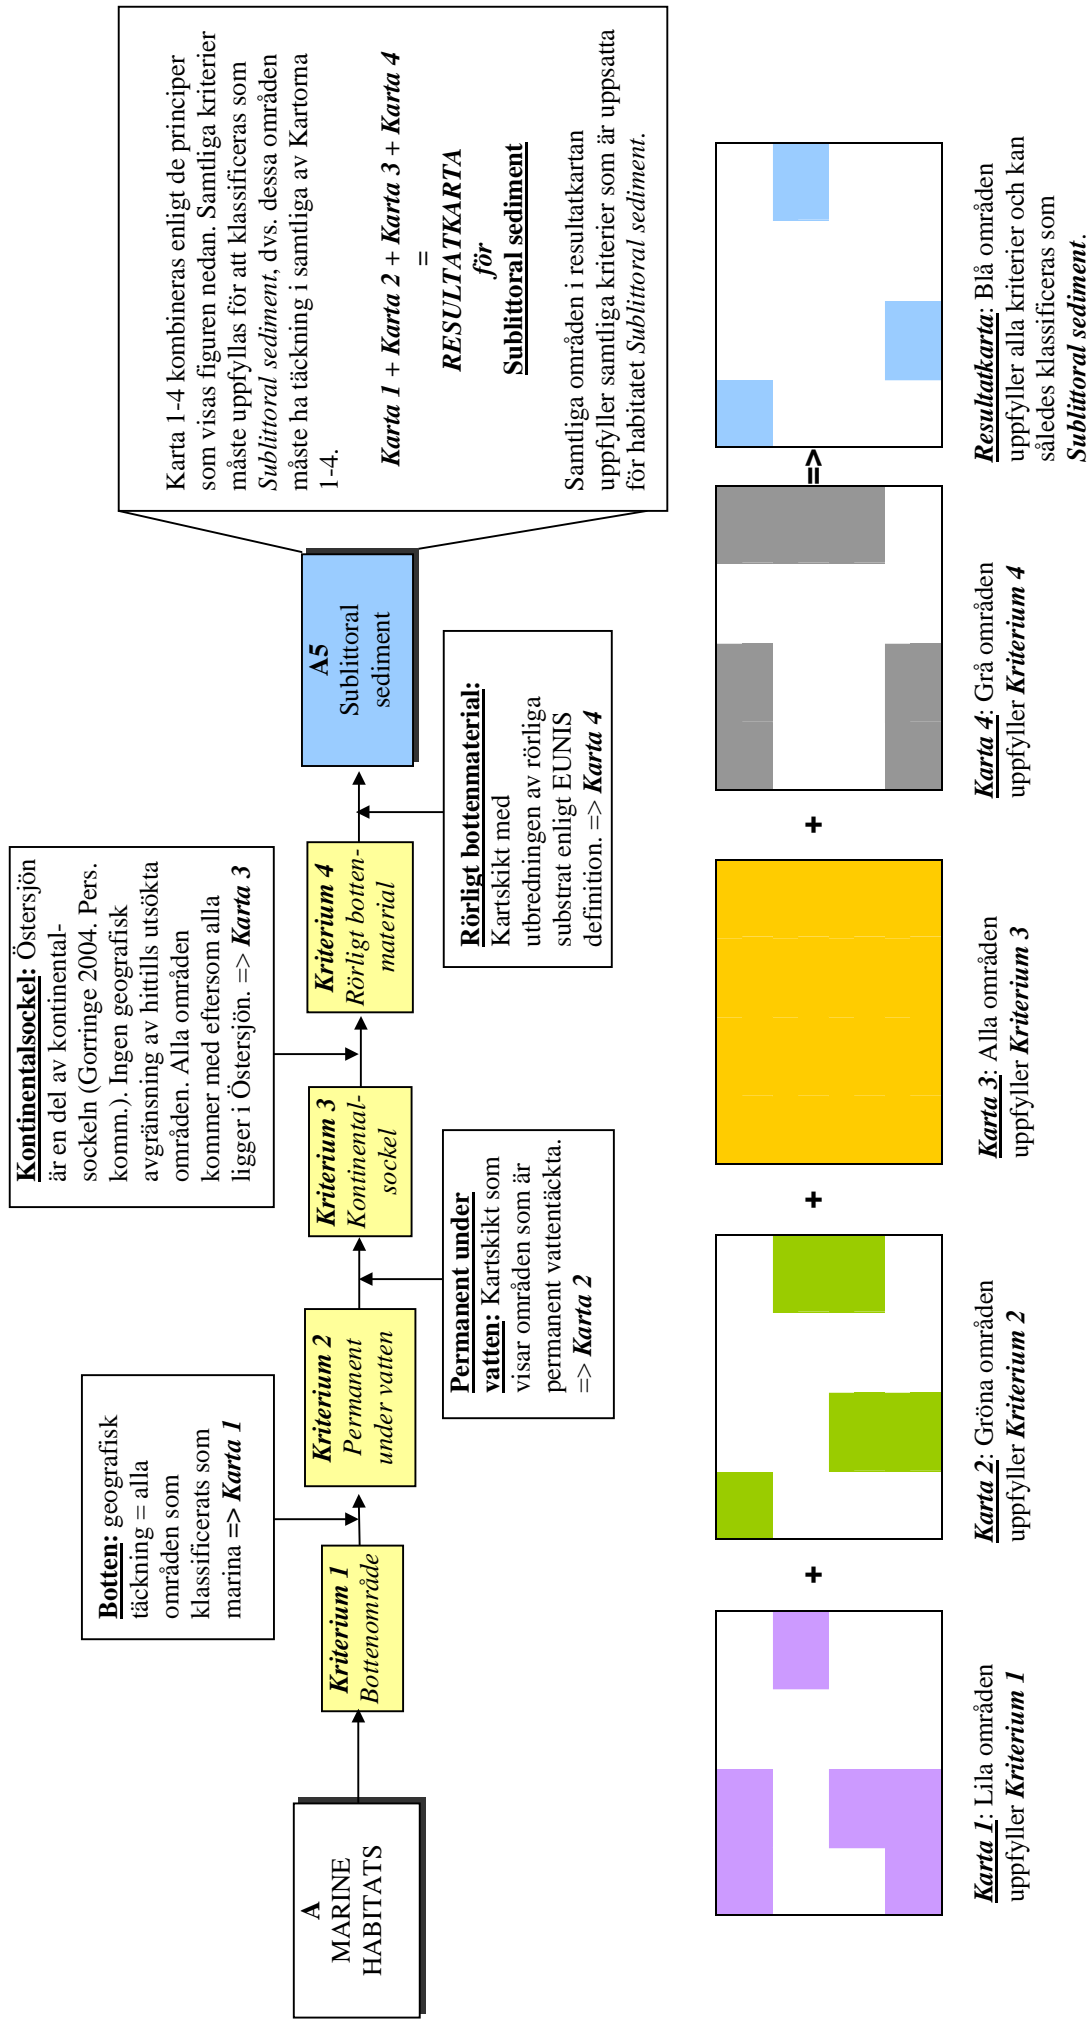 A
MARINE
HABITATS
Botten: geografisk
täckning = alla
områden som
klassificerats som
marina => Karta 1
Kriterium 1
Bottenområde
Kriterium 2
Permanent
under vatten
Permanent under
vatten: Kartskikt som
visar områden som är
permanent vattentäckta.
=> Karta 2
Kontinentalsockel: Östersjön
är en del av kontinental-
sockeln (Gorringe 2004. Pers.
komm.). Ingen geografisk
avgränsning av hittills utsökta
områden. Alla områden
kommer med eftersom alla
ligger i Östersjön. => Karta 3
Kriterium 3
Kontinental-
sockel
Kriterium 4
Rörligt botten-
material
Rörligt bottenmaterial:
Kartskikt med
utbredningen av rörliga
substrat enligt EUNIS
definition. => Karta 4
A5
Sublittoral
sediment
Karta 1-4 kombineras enligt de principer
som visas figuren nedan. Samtliga kriterier
måste uppfyllas för att klassificeras som
Sublittoral sediment, dvs. dessa områden
måste ha täckning i samtliga av Kartorna
1-4.
Karta 1 + Karta 2 + Karta 3 + Karta 4
=
RESULTATKARTA
för
Sublittoral sediment
Samtliga områden i resultatkartan
uppfyller samtliga kriterier som är uppsatta
för habitatet Sublittoral sediment.
+
+
+
=>
Karta 1: Lila områden
uppfyller Kriterium 1
Karta 2: Gröna områden
uppfyller Kriterium 2
Karta 3: Alla områden
uppfyller Kriterium 3
Karta 4: Grå områden
uppfyller Kriterium 4
Resultatkarta: Blå områden
uppfyller alla kriterier och kan
således klassificeras som
Sublittoral sediment.